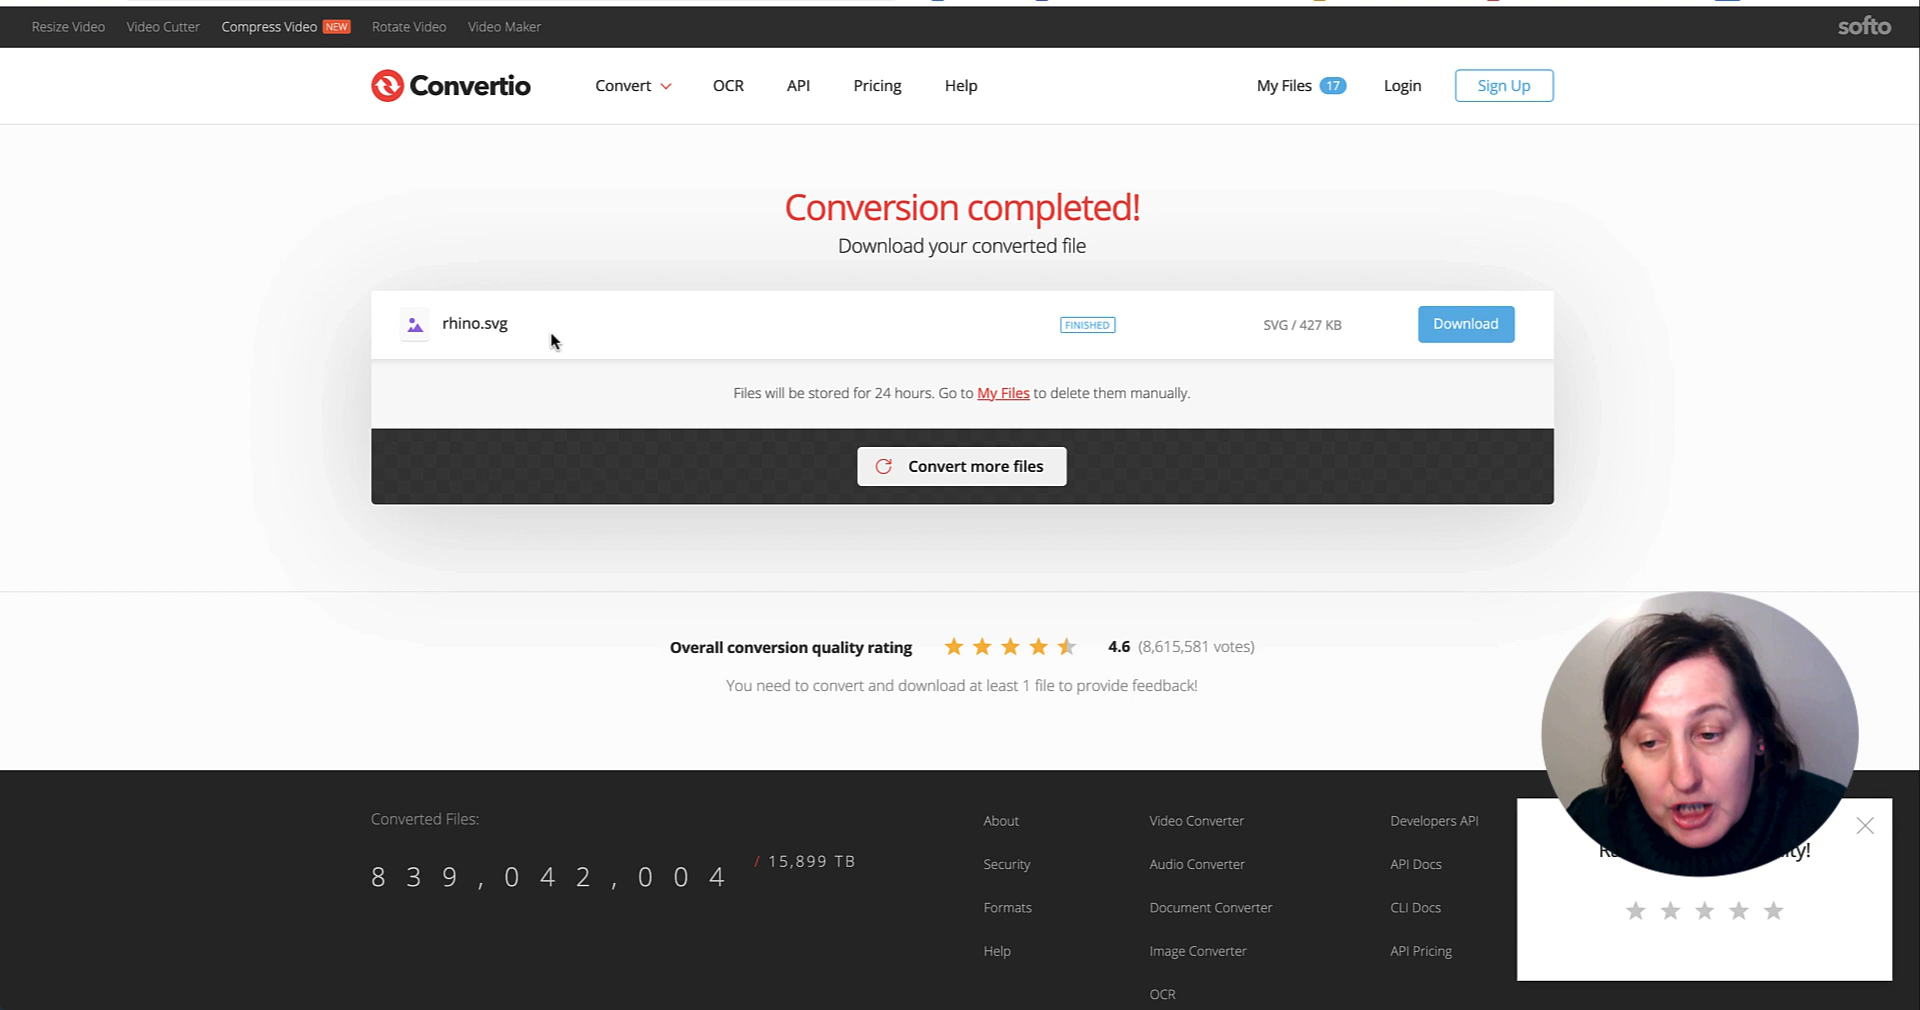 Resize Video Video Cutter Compress Video NEW Rotate Video Video Maker softo
Convertio Convert OCR API Pricing Help My Files 17 Login Sign Up
Conversion completed!
Download your converted file
rhino.svg FINISHED SVG / 427 KB Download
Files will be stored for 24 hours. Go to My Files to delete them manually.
Convert more files
Overall conversion quality rating 4.6 (8,615,581 votes)
You need to convert and download at least 1 file to provide feedback!
Converted Files:
839,042,004 / 15,899 TB
About
Security
Formats
Help
Video Converter
Audio Converter
Document Converter
Image Converter
OCR
Developers API
API Docs
CLI Docs
API Pricing